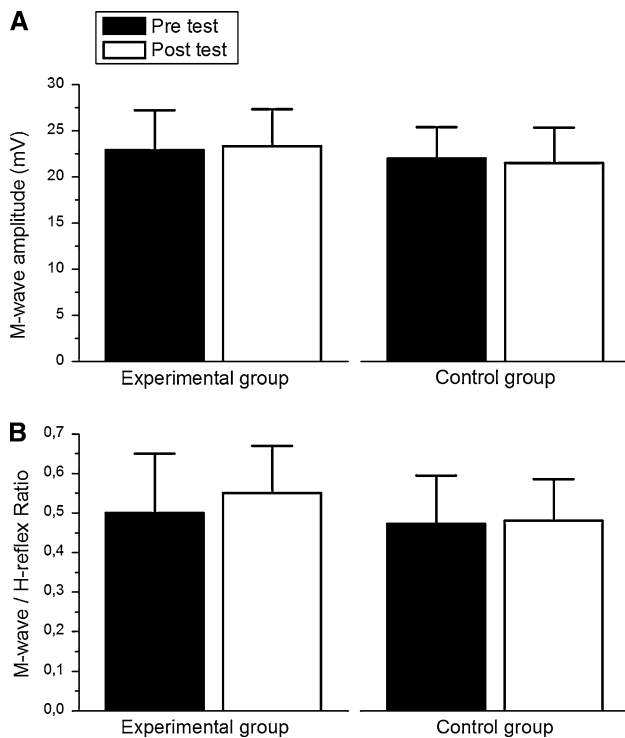 A
Pre test
Post test
30
25
20
15
10
5
0
M-wave amplitude (mV)
Experimental group
Control group
B
0,7
0,6
0,5
0,4
0,3
0,2
0,1
0,0
M-wave / H-reflex Ratio
Experimental group
Control group